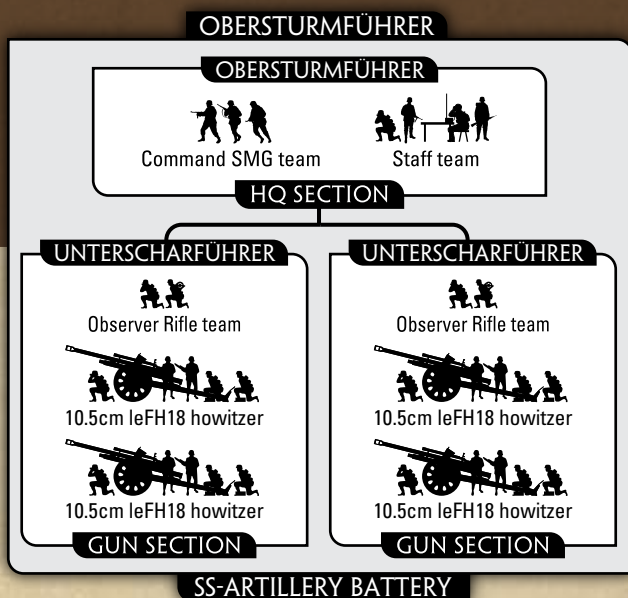 OBERSTURMFÜHRER
OBERSTURMFÜHRER
Command SMG team
Staff team
HQ SECTION
UNTERSCHARFÜHRER
Observer Rifle team
10.5cm leFH18 howitzer
10.5cm leFH18 howitzer
GUN SECTION
UNTERSCHARFÜHRER
Observer Rifle team
10.5cm leFH18 howitzer
10.5cm leFH18 howitzer
GUN SECTION
SS-ARTILLERY BATTERY